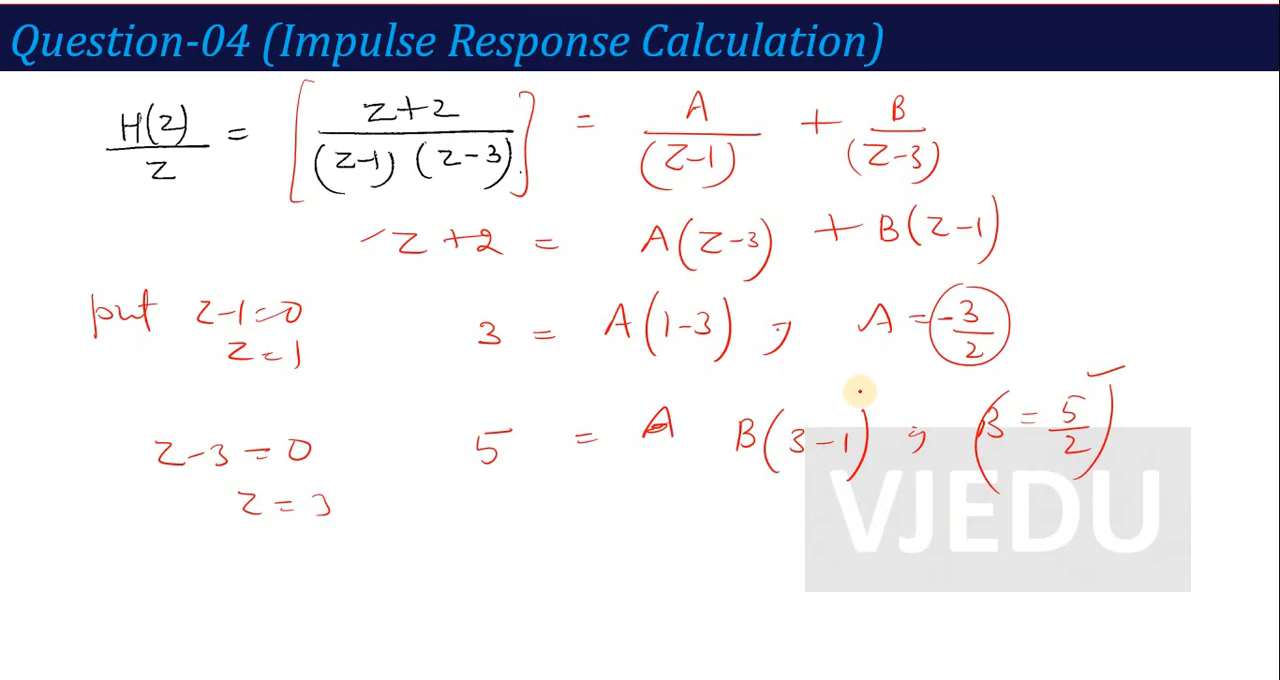 Question-04 (Impulse Response Calculation)
H(z)/z = [ z+2 / (z-1) (z-3) ] = A/(z-1) + B/(z-3)
z+2 = A(z-3) + B(z-1)
put z-1=0 3 = A(1-3) ; A = -3/2
z=1
z-3=0 5 = A B(3-1) ; (B = 5/2)
z = 3
VJEDU